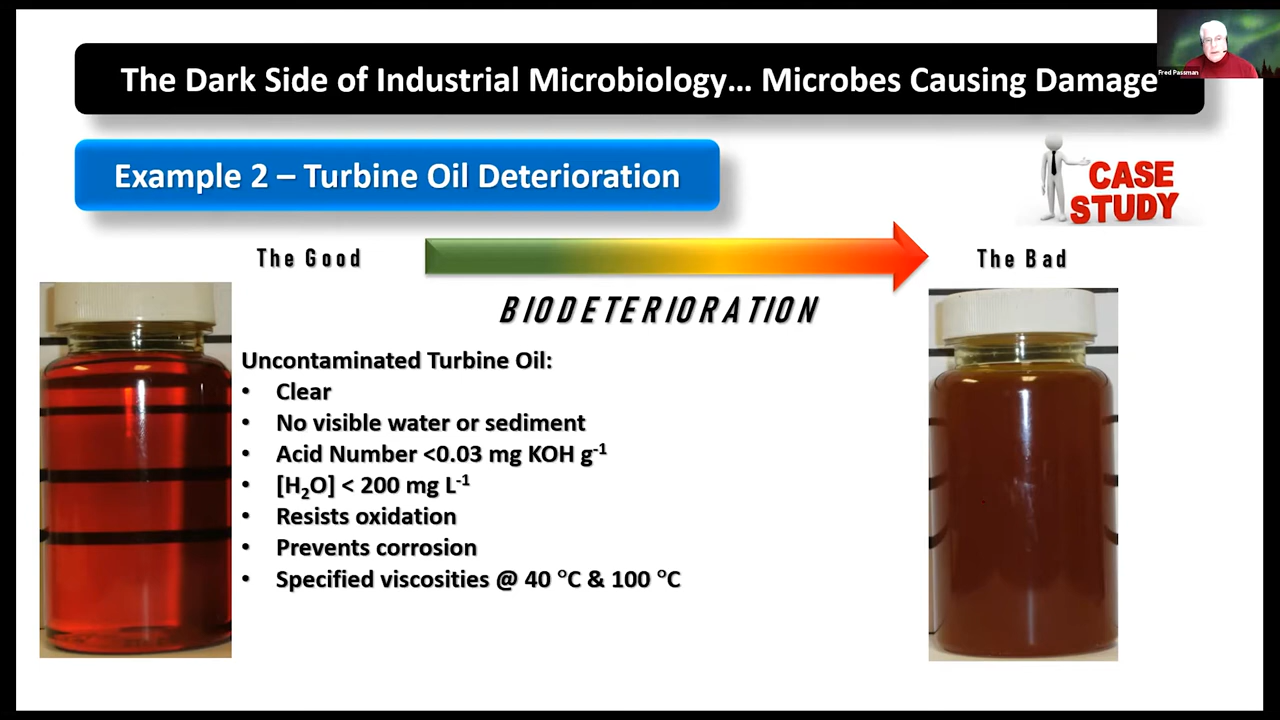 The Dark Side of Industrial Microbiology... Microbes Causing Damage
Fred Passman
Example 2 – Turbine Oil Deterioration
CASE
STUDY
The Good
The Bad
BIODETERIORATION
Uncontaminated Turbine Oil:
• Clear
• No visible water or sediment
• Acid Number <0.03 mg KOH g⁻¹
• [H₂O] < 200 mg L⁻¹
• Resists oxidation
• Prevents corrosion
• Specified viscosities @ 40 °C & 100 °C